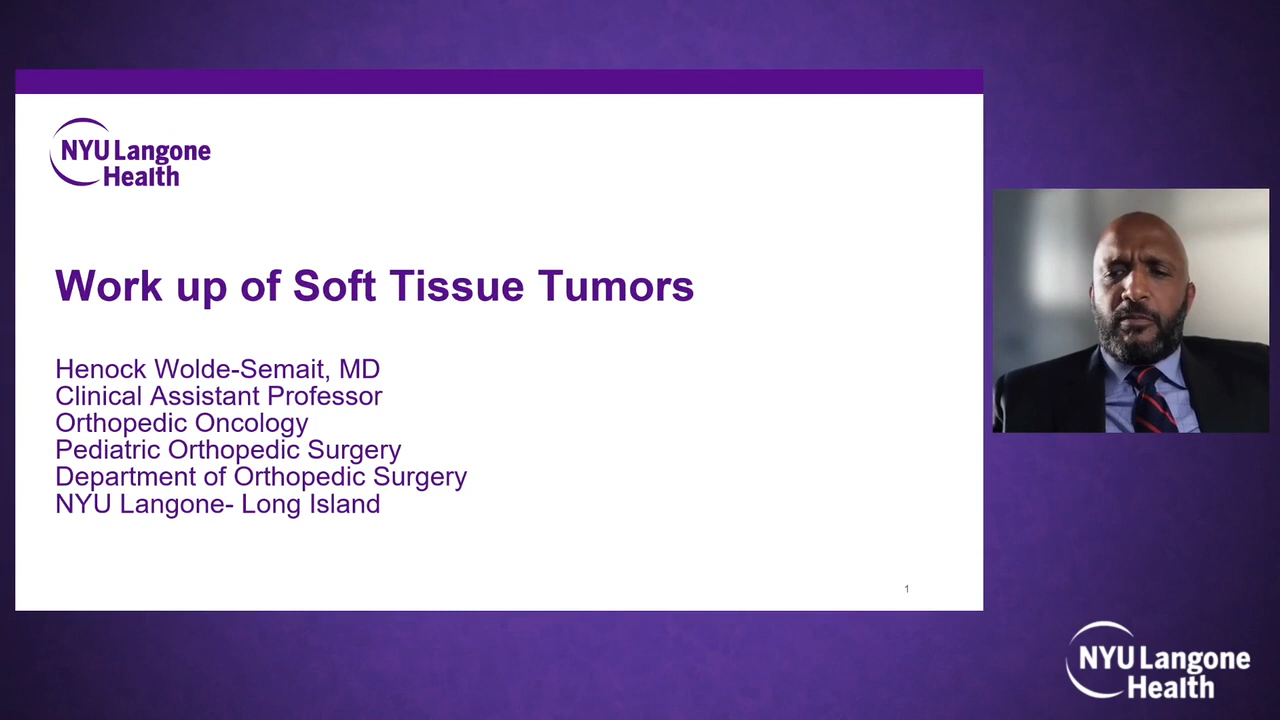 NYU Langone
Health
Work up of Soft Tissue Tumors
Henock Wolde-Semait, MD
Clinical Assistant Professor
Orthopedic Oncology
Pediatric Orthopedic Surgery
Department of Orthopedic Surgery
NYU Langone- Long Island
1
NYU Langone
Health